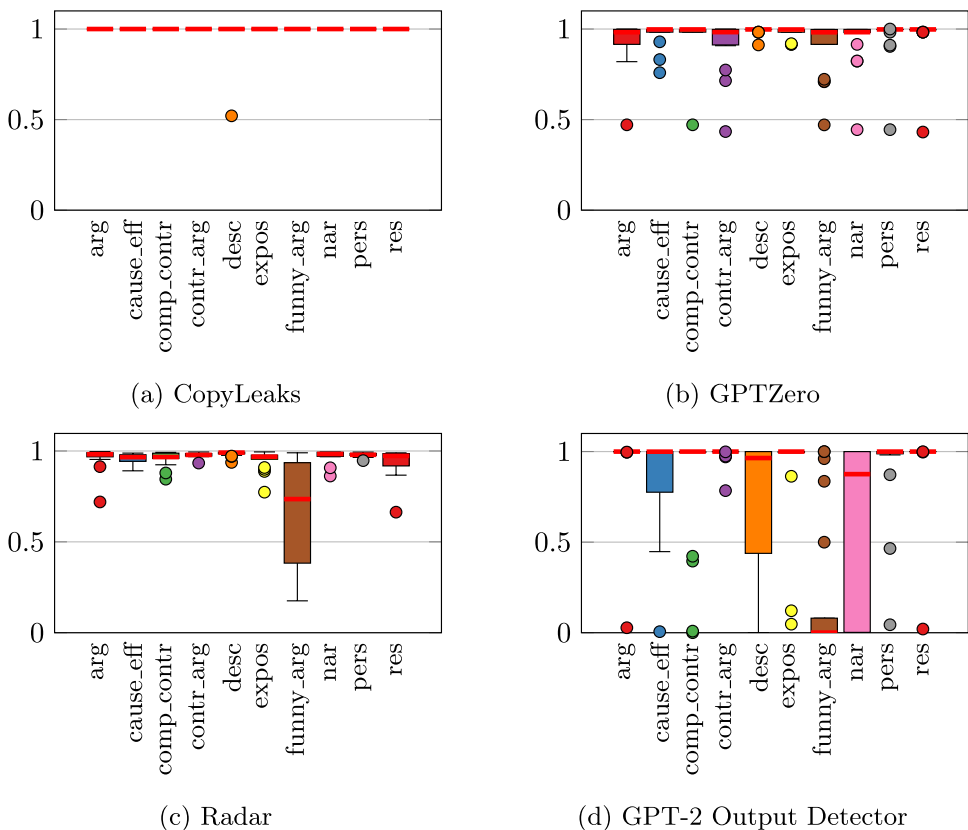 1
0.5
0
arg
cause_eff
comp_contr
contr_arg
desc
expos
funny_arg
nar
pers
res
(a) CopyLeaks
1
0.5
0
arg
cause_eff
comp_contr
contr_arg
desc
expos
funny_arg
nar
pers
res
(b) GPTZero
1
0.5
0
arg
cause_eff
comp_contr
contr_arg
desc
expos
funny_arg
nar
pers
res
(c) Radar
1
0.5
0
arg
cause_eff
comp_contr
contr_arg
desc
expos
funny_arg
nar
pers
res
(d) GPT-2 Output Detector